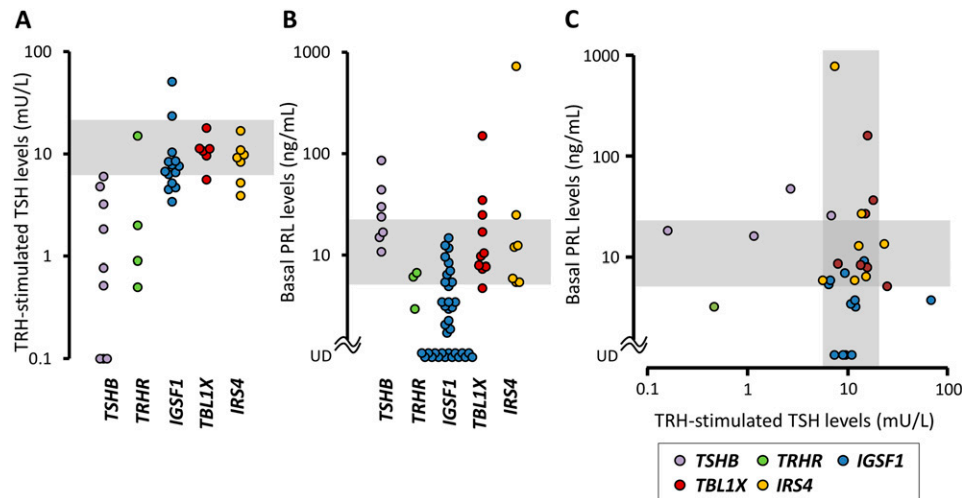 A
TRH-stimulated TSH levels (mU/L)
100
10
1
0.1
TSHB
TRHR
IGSF1
TBL1X
IRS4
B
Basal PRL levels (ng/mL)
1000
100
10
UD
TSHB
TRHR
IGSF1
TBL1X
IRS4
C
Basal PRL levels (ng/mL)
1000
100
10
UD
0.1 1 10 100
TRH-stimulated TSH levels (mU/L)
TSHB TRHR IGSF1
TBL1X IRS4